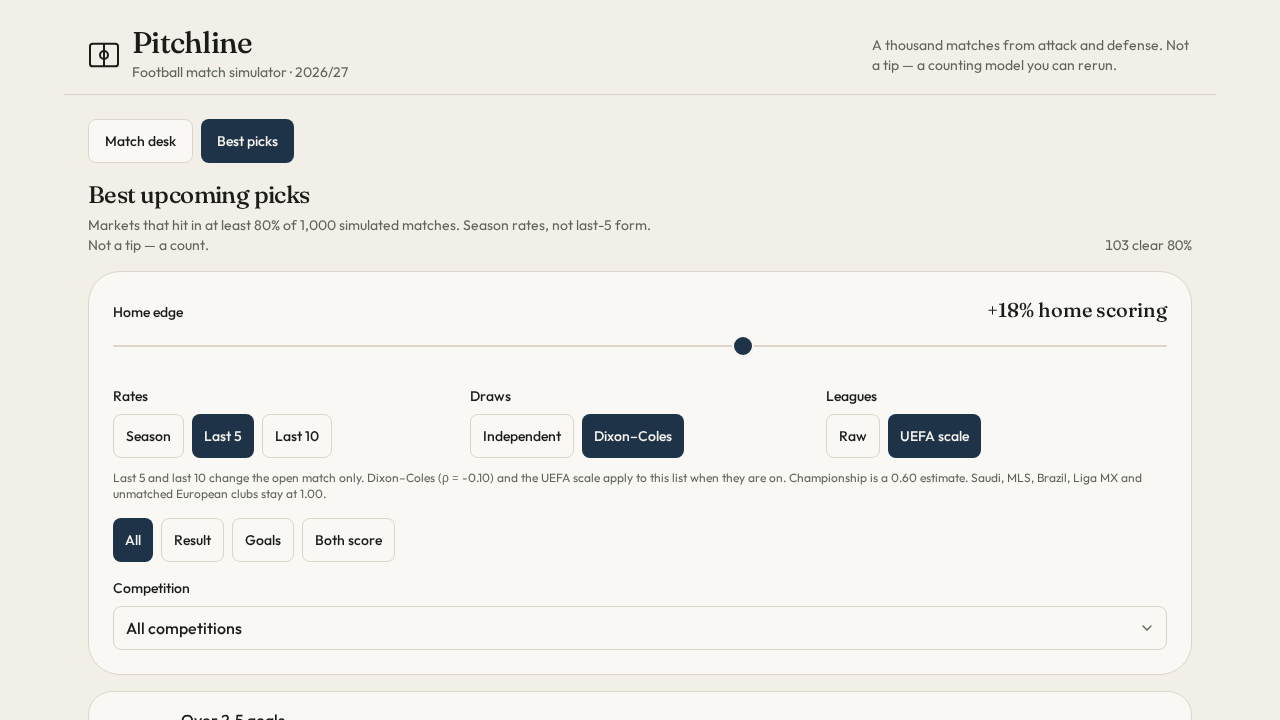 Pitchline
Football match simulator · 2026/27
A thousand matches from attack and defense. Not
a tip — a counting model you can rerun.
Match desk
Best picks
Best upcoming picks
Markets that hit in at least 80% of 1,000 simulated matches. Season rates, not last-5 form.
Not a tip — a count.
103 clear 80%
Home edge
+18% home scoring
Rates
Draws
Leagues
Season
Last 5
Last 10
Independent
Dixon–Coles
Raw
UEFA scale
Last 5 and last 10 change the open match only. Dixon–Coles (ρ = -0.10) and the UEFA scale apply to this list when they are on. Championship is a 0.60 estimate. Saudi, MLS, Brazil, Liga MX and
unmatched European clubs stay at 1.00.
All
Result
Goals
Both score
Competition
All competitions
Over 2.5 goals